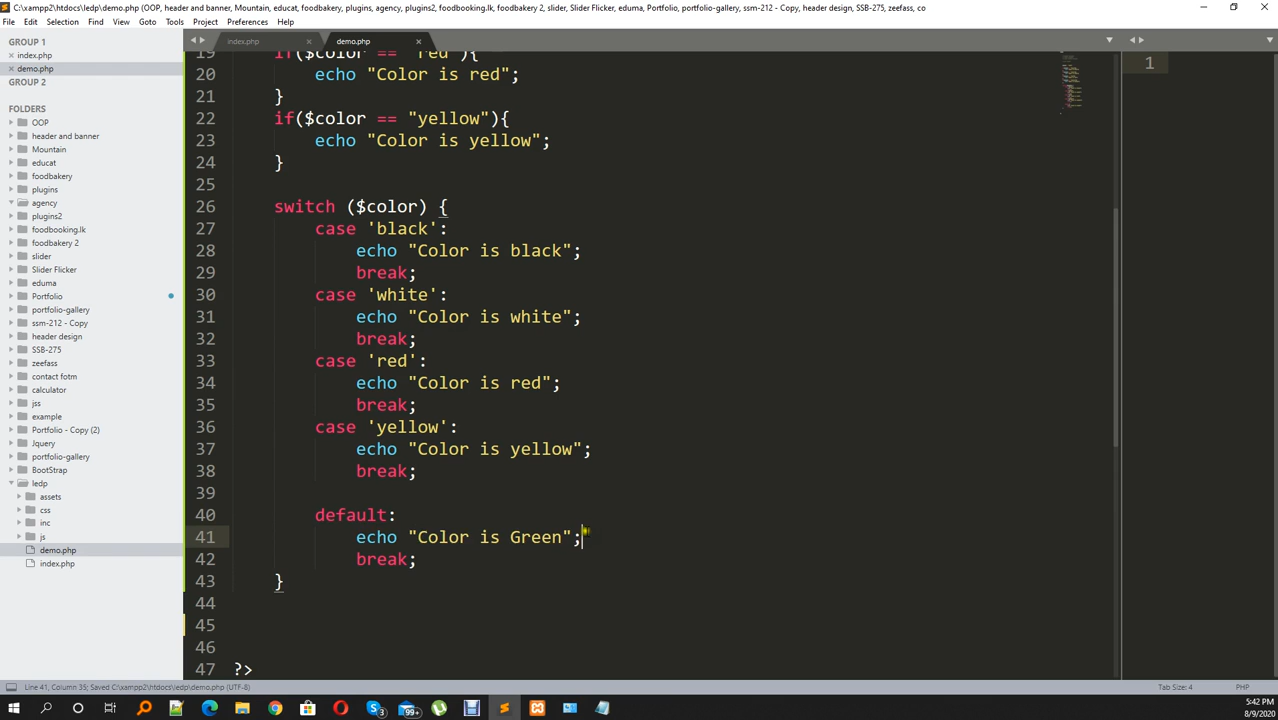 C:\xampp2\htdocs\ledp\demo.php (OOP, header and banner, Mountain, educat, foodbakery, plugins, agency, plugins2, foodbooking.lk, foodbakery 2, slider, Slider Flicker, eduma, Portfolio, portfolio-gallery, ssm-212 - Copy, header design, SSB-275, zeefass, co
File Edit Selection Find View Goto Tools Project Preferences Help
GROUP 1
index.php
demo.php
GROUP 2
FOLDERS
OOP
header and banner
Mountain
educat
foodbakery
plugins
agency
plugins2
foodbooking.lk
foodbakery 2
slider
Slider Flicker
eduma
Portfolio
portfolio-gallery
ssm-212 - Copy
header design
SSB-275
zeefass
contact fotm
calculator
jss
example
Portfolio - Copy (2)
Jquery
portfolio-gallery
BootStrap
ledp
assets
css
inc
js
demo.php
index.php
index.php demo.php
19 if($color == "red"){
20 echo "Color is red";
21 }
22 if($color == "yellow"){
23 echo "Color is yellow";
24 }
25
26 switch ($color) {
27 case 'black':
28 echo "Color is black";
29 break;
30 case 'white':
31 echo "Color is white";
32 break;
33 case 'red':
34 echo "Color is red";
35 break;
36 case 'yellow':
37 echo "Color is yellow";
38 break;
39
40 default:
41 echo "Color is Green";
42 break;
43 }
44
45
46
47 ?>
1
Line 41, Column 35; Saved C:\xampp2\htdocs\ledp\demo.php (UTF-8)
Tab Size: 4
PHP
3
99+
5:42 PM
8/9/2020